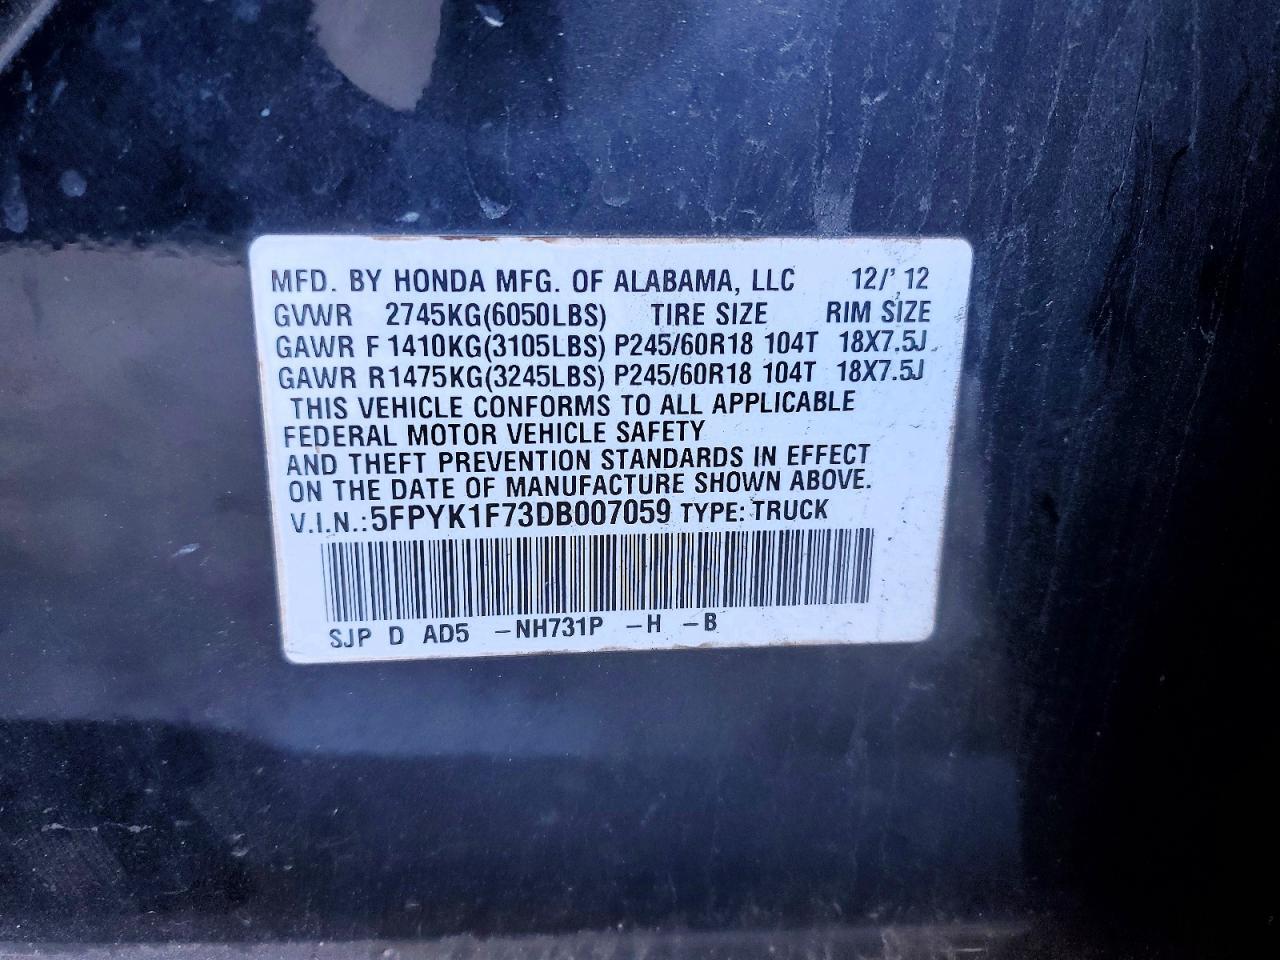 MFD. BY HONDA MFG. OF ALABAMA, LLC 12/'12
GVWR 2745KG(6050LBS) TIRE SIZE RIM SIZE
GAWR F 1410KG(3105LBS) P245/60R18 104T 18X7.5J
GAWR R 1475KG(3245LBS) P245/60R18 104T 18X7.5J
THIS VEHICLE CONFORMS TO ALL APPLICABLE
FEDERAL MOTOR VEHICLE SAFETY
AND THEFT PREVENTION STANDARDS IN EFFECT
ON THE DATE OF MANUFACTURE SHOWN ABOVE.
V.I.N.: 5FPYK1F73DB007059 TYPE: TRUCK
SJP D AD5 -NH731P -H -B